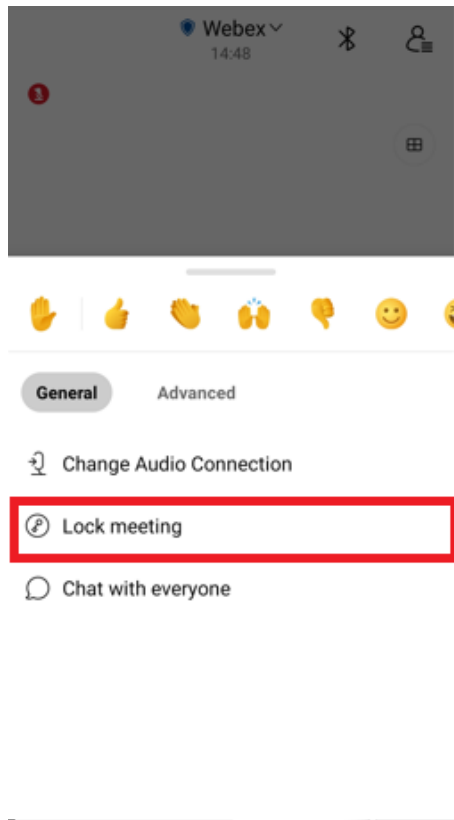 Webex
14:48
General Advanced
Change Audio Connection
Lock meeting
Chat with everyone